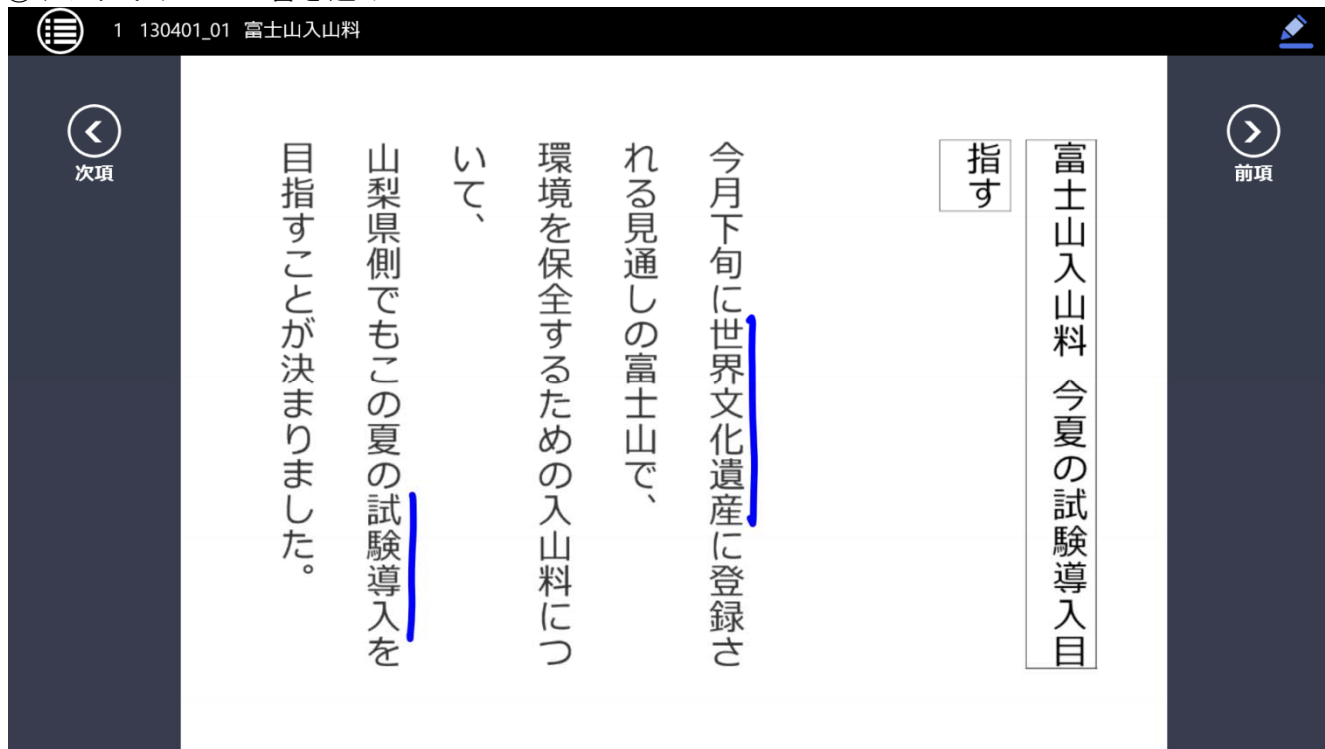 1 130401_01 富士山入山料
前項
富士山入山料 今夏の試験導入目
指す
今月下旬に世界文化遺産に登録さ
れる見通しの富士山で、
環境を保全するための入山料につ
いて、
山梨県側でもこの夏の試験導入を
目指すことが決まりました。
次項